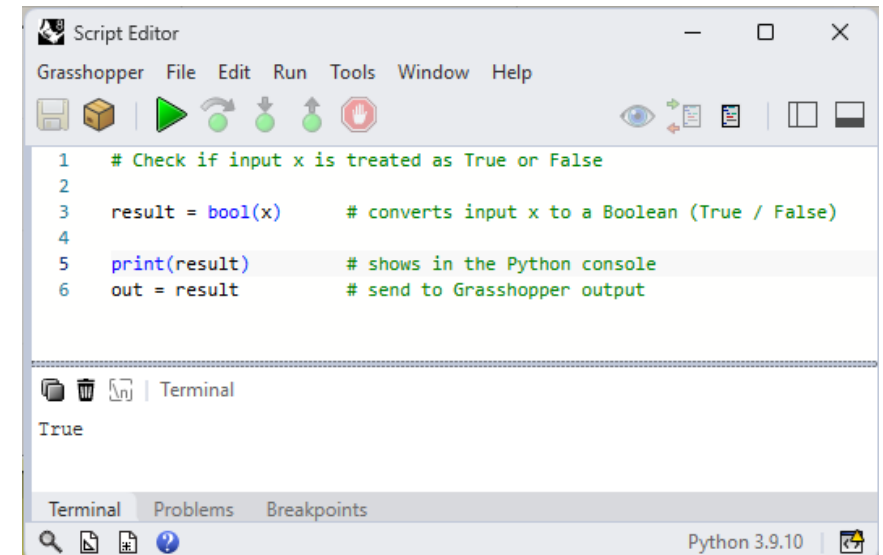 Script Editor
Grasshopper File Edit Run Tools Window Help
1 # Check if input x is treated as True or False
2
3 result = bool(x) # converts input x to a Boolean (True / False)
4
5 print(result) # shows in the Python console
6 out = result # send to Grasshopper output
\n Terminal
True
Terminal Problems Breakpoints
Python 3.9.10